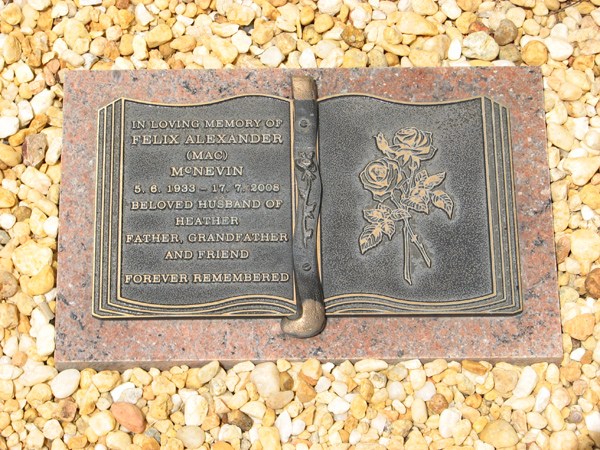 IN LOVING MEMORY OF
FELIX ALEXANDER
(MAC)
McNEVIN
5. 6. 1933 – 17. 7. 2008
BELOVED HUSBAND OF
HEATHER
FATHER, GRANDFATHER
AND FRIEND
FOREVER REMEMBERED